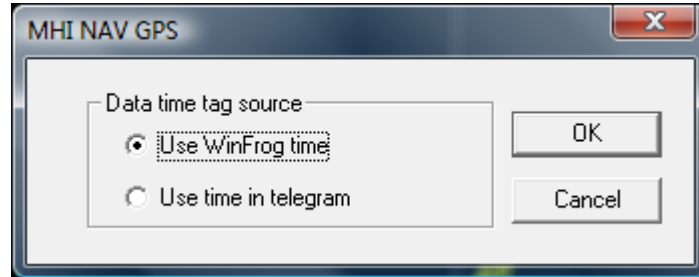 MHI NAV GPS
Data time tag source
Use WinFrog time
OK
Use time in telegram
Cancel